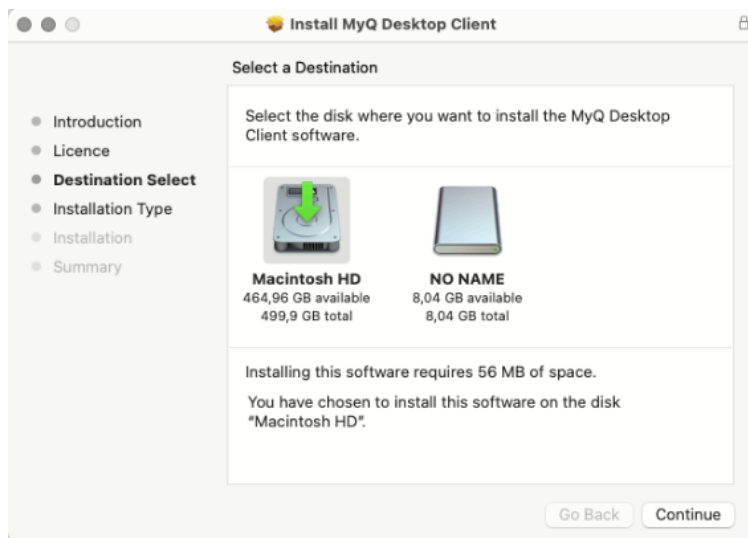 Install MyQ Desktop Client
Select a Destination
Introduction
Licence
Destination Select
Installation Type
Installation
Summary
Select the disk where you want to install the MyQ Desktop
Client software.
Macintosh HD
464,96 GB available
499,9 GB total
NO NAME
8,04 GB available
8,04 GB total
Installing this software requires 56 MB of space.
You have chosen to install this software on the disk
"Macintosh HD".
Go Back
Continue